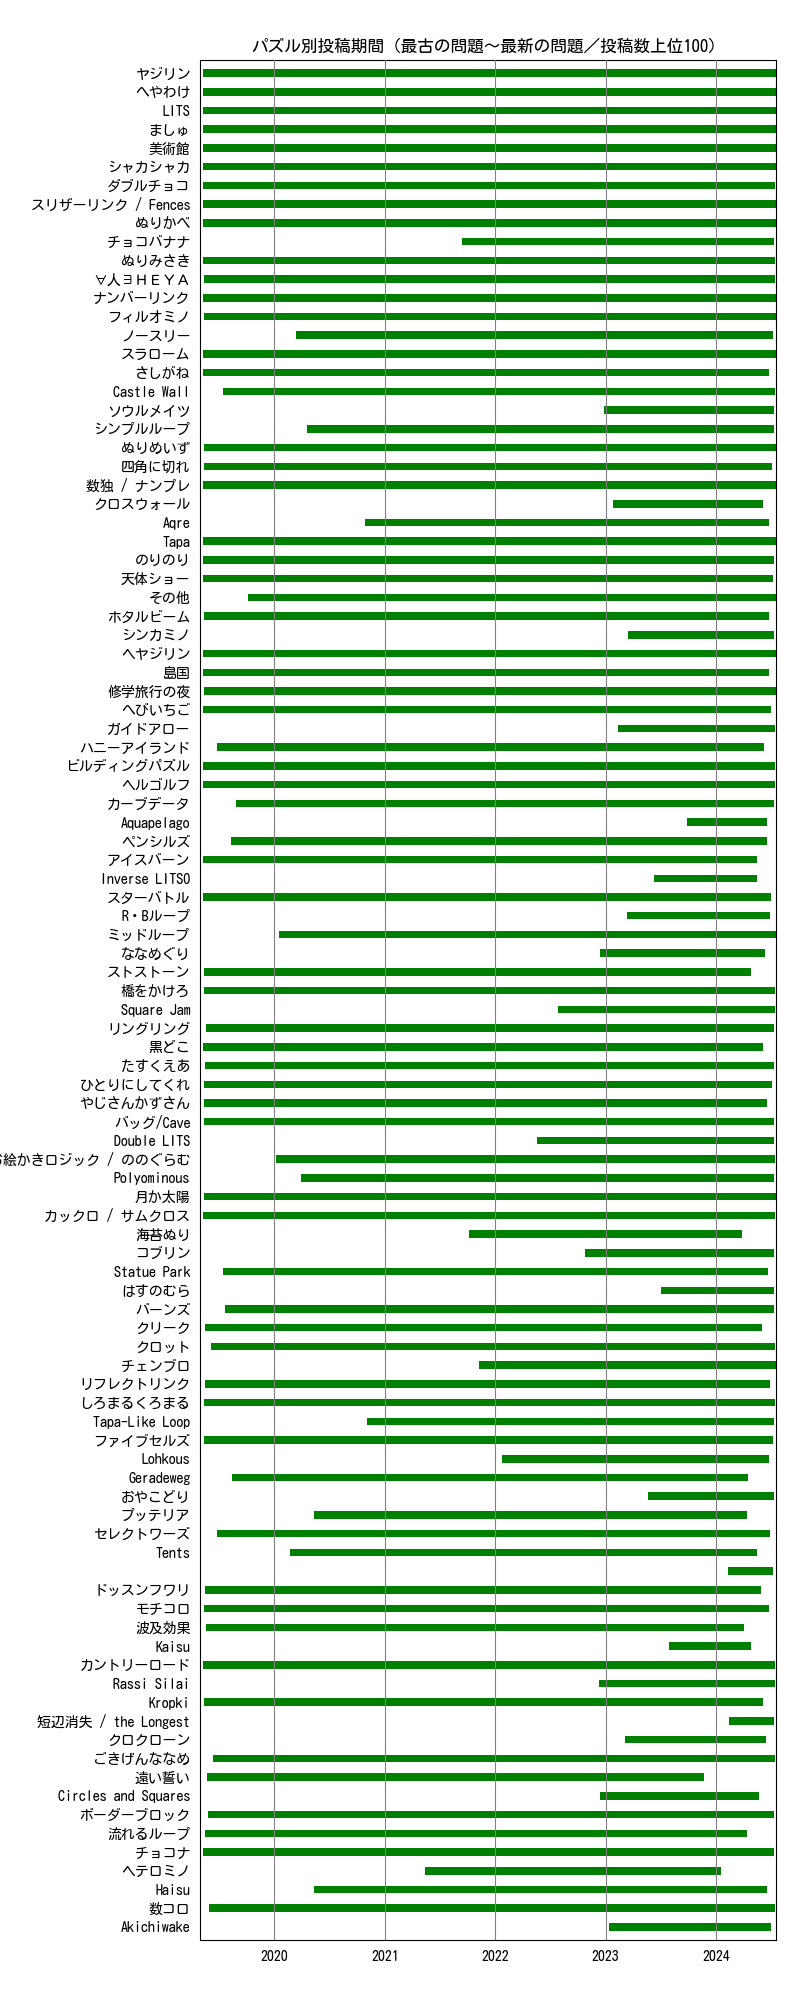 パズル別投稿期間（最古の問題～最新の問題／投稿数上位100）
ヤジリン
へやわけ
LITS
ましゅ
美術館
シャカシャカ
ダブルチョコ
スリザーリンク / Fences
ぬりかべ
チョコバナナ
ぬりみさき
∀人∃ＨＥＹＡ
ナンバーリンク
フィルオミノ
ノースリー
スラローム
さしがね
Castle Wall
ソウルメイツ
シンプルループ
ぬりめいず
四角に切れ
数独 / ナンプレ
クロスウォール
Aqre
Tapa
のりのり
天体ショー
その他
ホタルビーム
シンカミノ
ヘヤジリン
島国
修学旅行の夜
へびいちご
ガイドアロー
ハニーアイランド
ビルディングパズル
ヘルゴルフ
カーブデータ
Aquapelago
ペンシルズ
アイスバーン
Inverse LITSO
スターバトル
R・Bループ
ミッドループ
ななめぐり
ストストーン
橋をかけろ
Square Jam
リングリング
黒どこ
たすくえあ
ひとりにしてくれ
やじさんかずさん
バッグ/Cave
Double LITS
絵かきロジック / ののぐらむ
Polyominous
月か太陽
カックロ / サムクロス
海苔ぬり
コブリン
Statue Park
はすのむら
バーンズ
クリーク
クロット
チェンブロ
リフレクトリンク
しろまるくろまる
Tapa-Like Loop
ファイブセルズ
Lohkous
Geradeweg
おやこどり
プッテリア
セレクトワーズ
Tents
ドッスンフワリ
モチコロ
波及効果
Kaisu
カントリーロード
Rassi Silai
Kropki
短辺消失 / the Longest
クロクローン
ごきげんななめ
遠い誓い
Circles and Squares
ボーダーブロック
流れるループ
チョコナ
ヘテロミノ
Haisu
数コロ
Akichiwake
2020 2021 2022 2023 2024